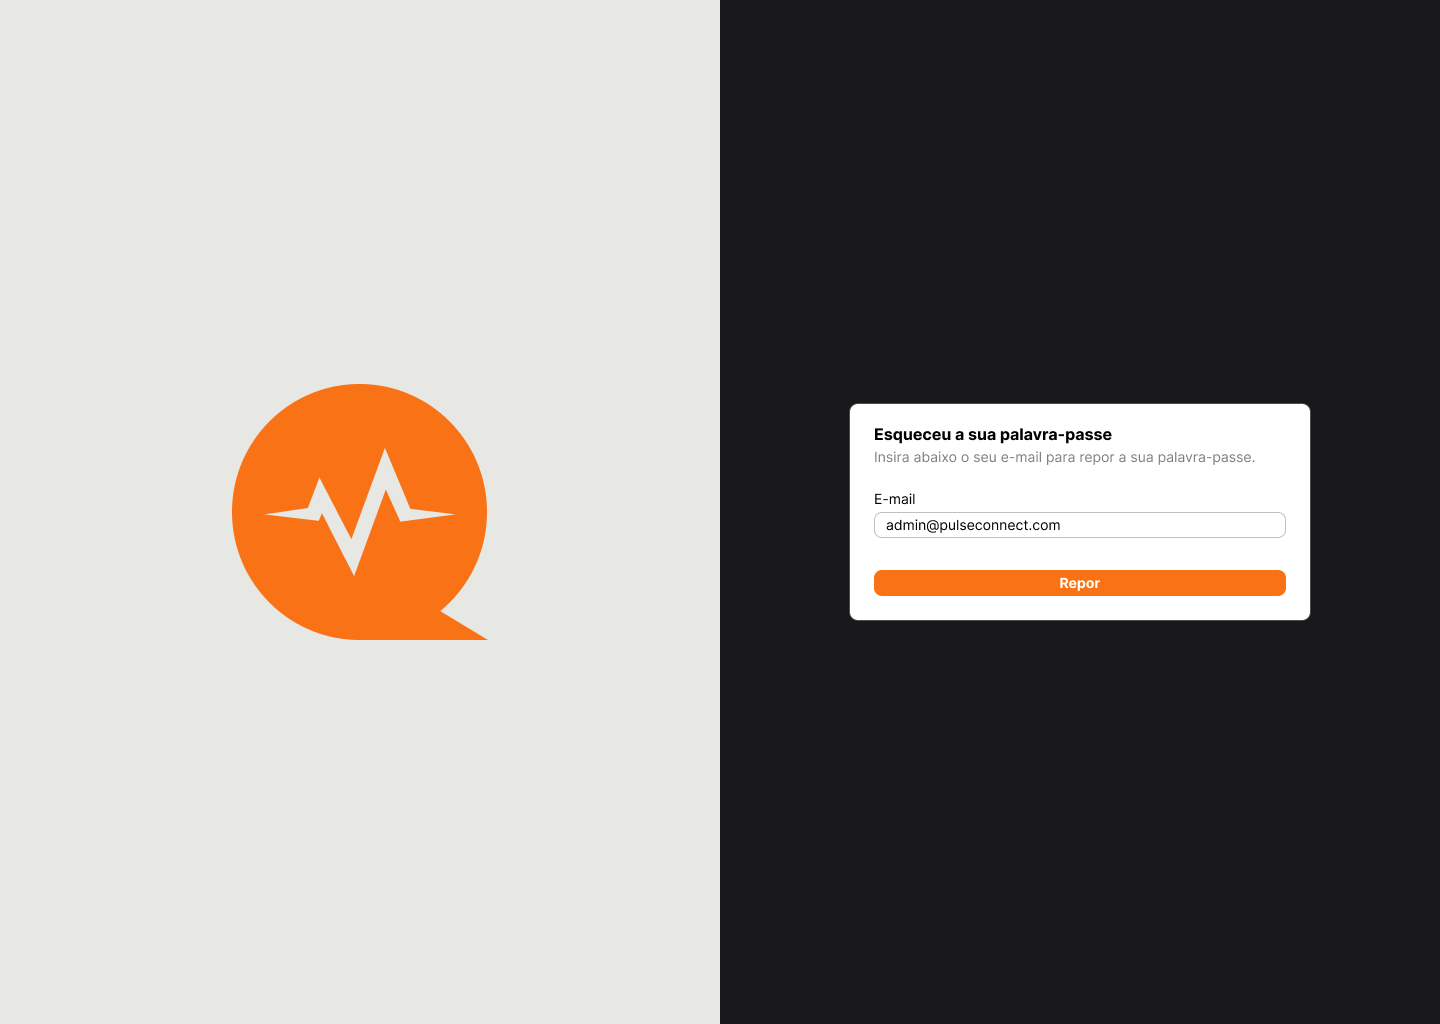 Esqueceu a sua palavra-passe
Insira abaixo o seu e-mail para repor a sua palavra-passe.
E-mail
admin@pulseconnect.com
Repor